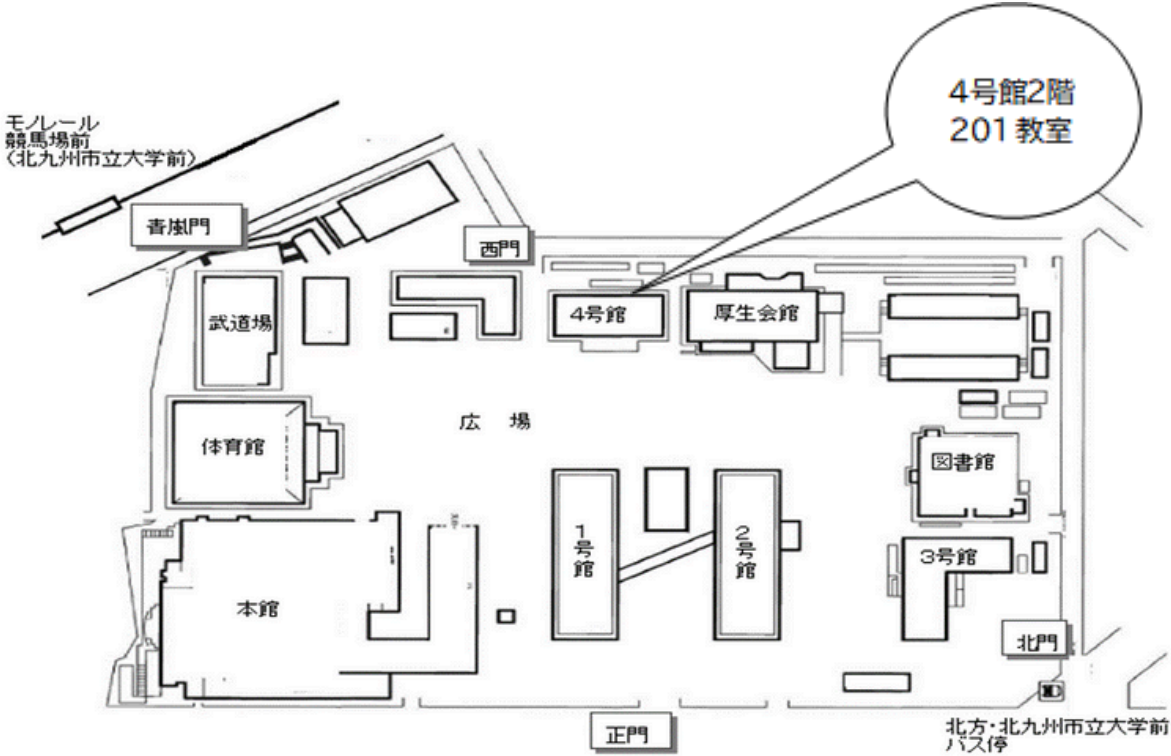 4号館2階
201教室
モノレール
競馬場前
(北九州市立大学前)
青嵐門
西門
武道場
4号館
厚生会館
広 場
体育館
図書館
1号館
2号館
3号館
本館
北門
正門
北方・北九州市立大学前
バス停